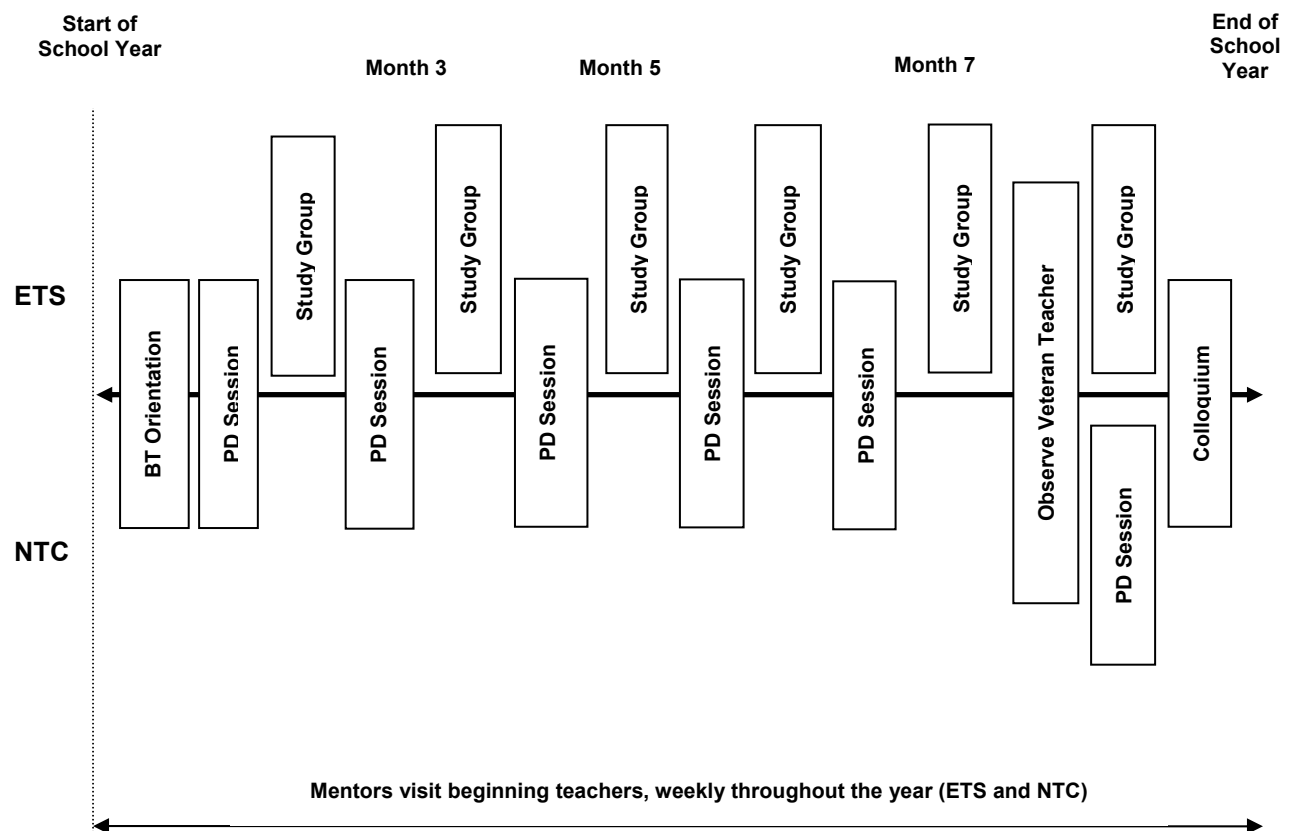 Start of
School Year
Month 3
Month 5
Month 7
End of
School
Year
ETS
NTC
BT Orientation
PD Session
Study Group
PD Session
Study Group
PD Session
Study Group
PD Session
Study Group
PD Session
Study Group
Observe Veteran Teacher
Study Group
PD Session
Colloquium
Mentors visit beginning teachers, weekly throughout the year (ETS and NTC)